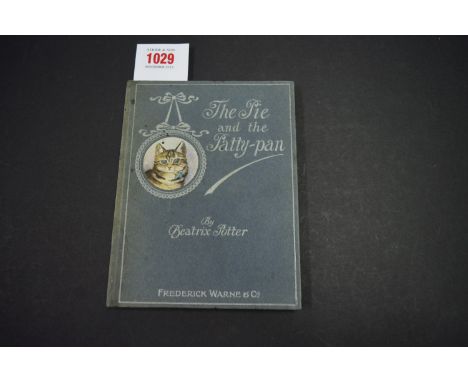 1029
The Pie
and the
Patty-pan
By
Beatrix Potter
FREDERICK WARNE & Co